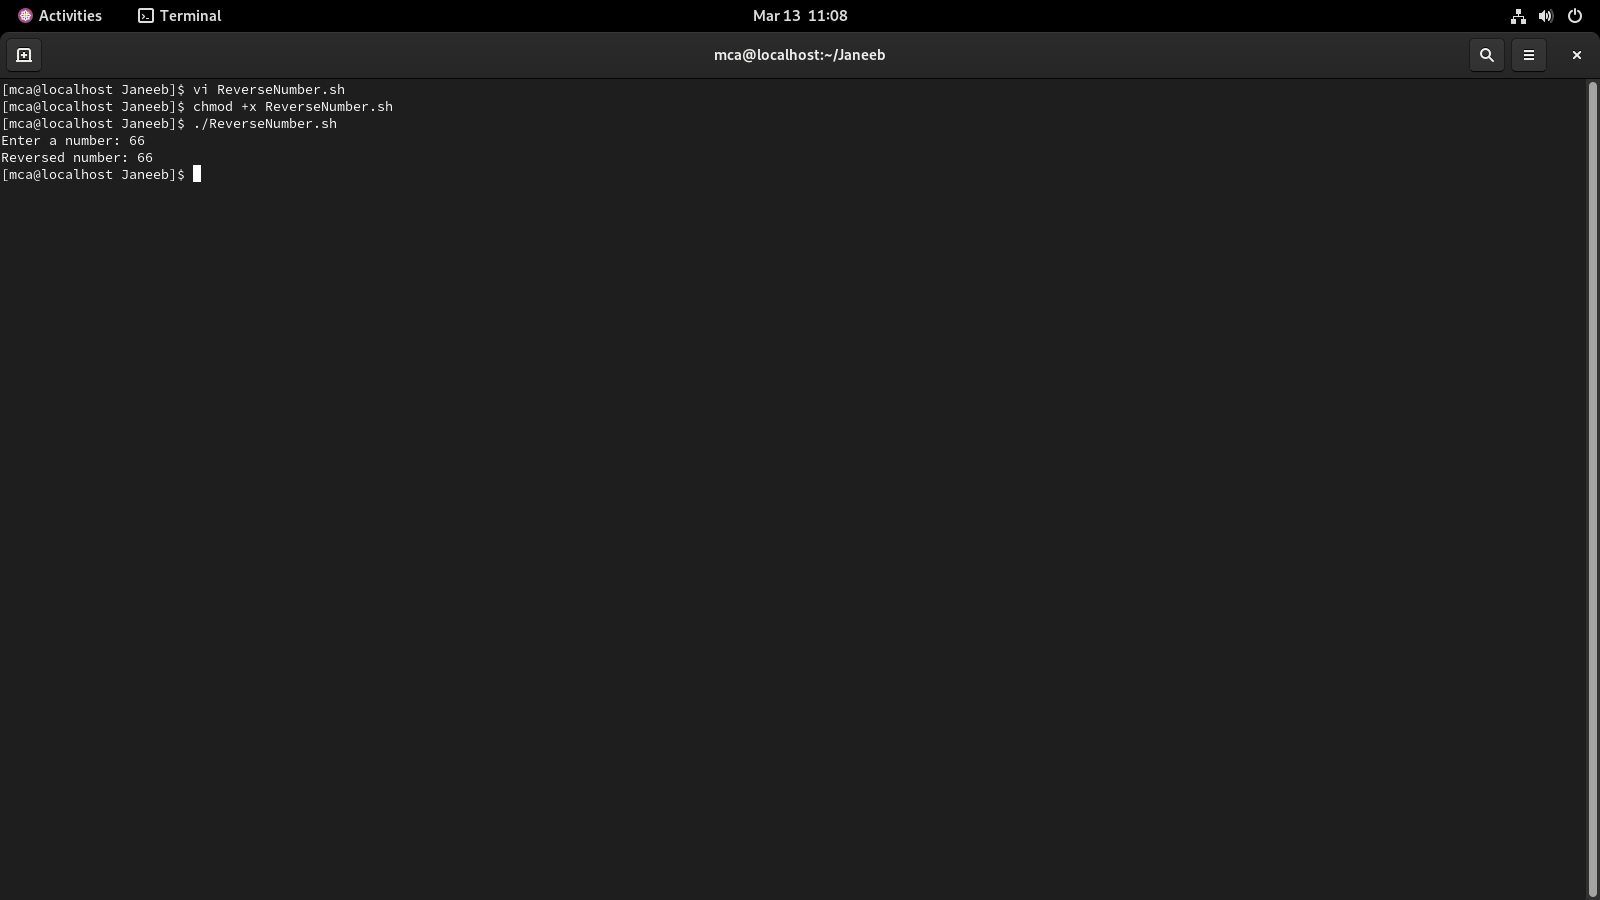 Activities
Terminal
Mar 13 11:08
mca@localhost:~/Janeeb
[mca@localhost Janeeb]$ vi ReverseNumber.sh
[mca@localhost Janeeb]$ chmod +x ReverseNumber.sh
[mca@localhost Janeeb]$ ./ReverseNumber.sh
Enter a number: 66
Reversed number: 66
[mca@localhost Janeeb]$